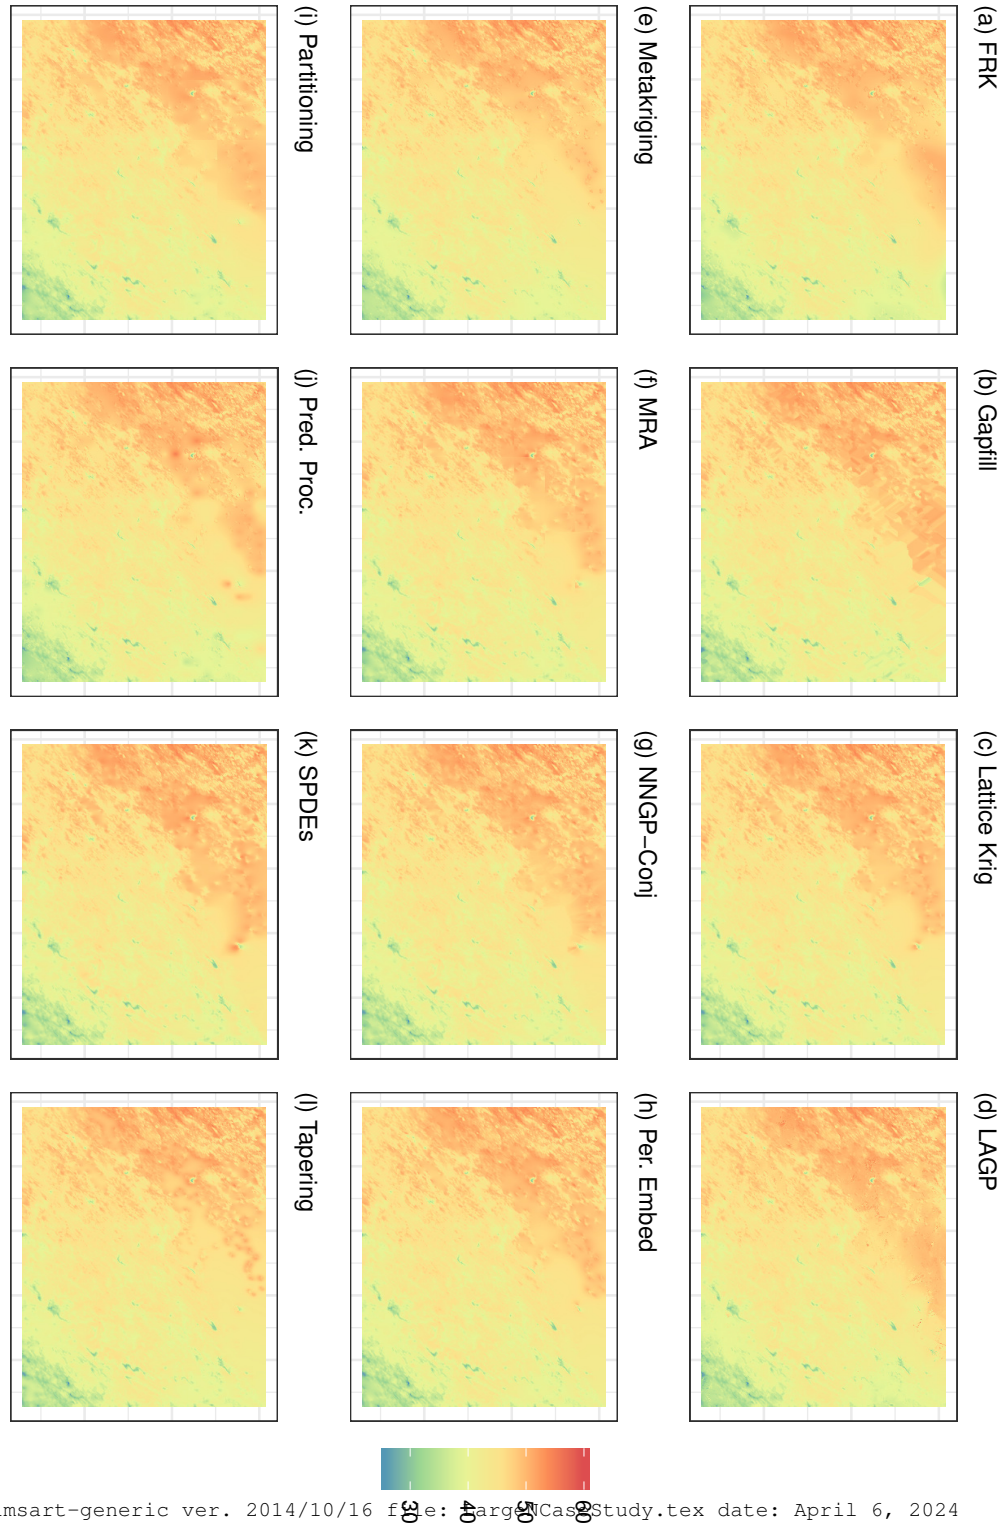 (a) FRK
(b) Gapfill
(c) Lattice Krig
(d) LAGP
(e) Metakriging
(f) MRA
(g) NNGP−Conj
(h) Per. Embed
(i) Partitioning
(j) Pred. Proc.
(k) SPDEs
(l) Tapering
30
40
50
60
msart-generic ver. 2014/10/16 file: LargeNCaseStudy.tex date: April 6, 2024